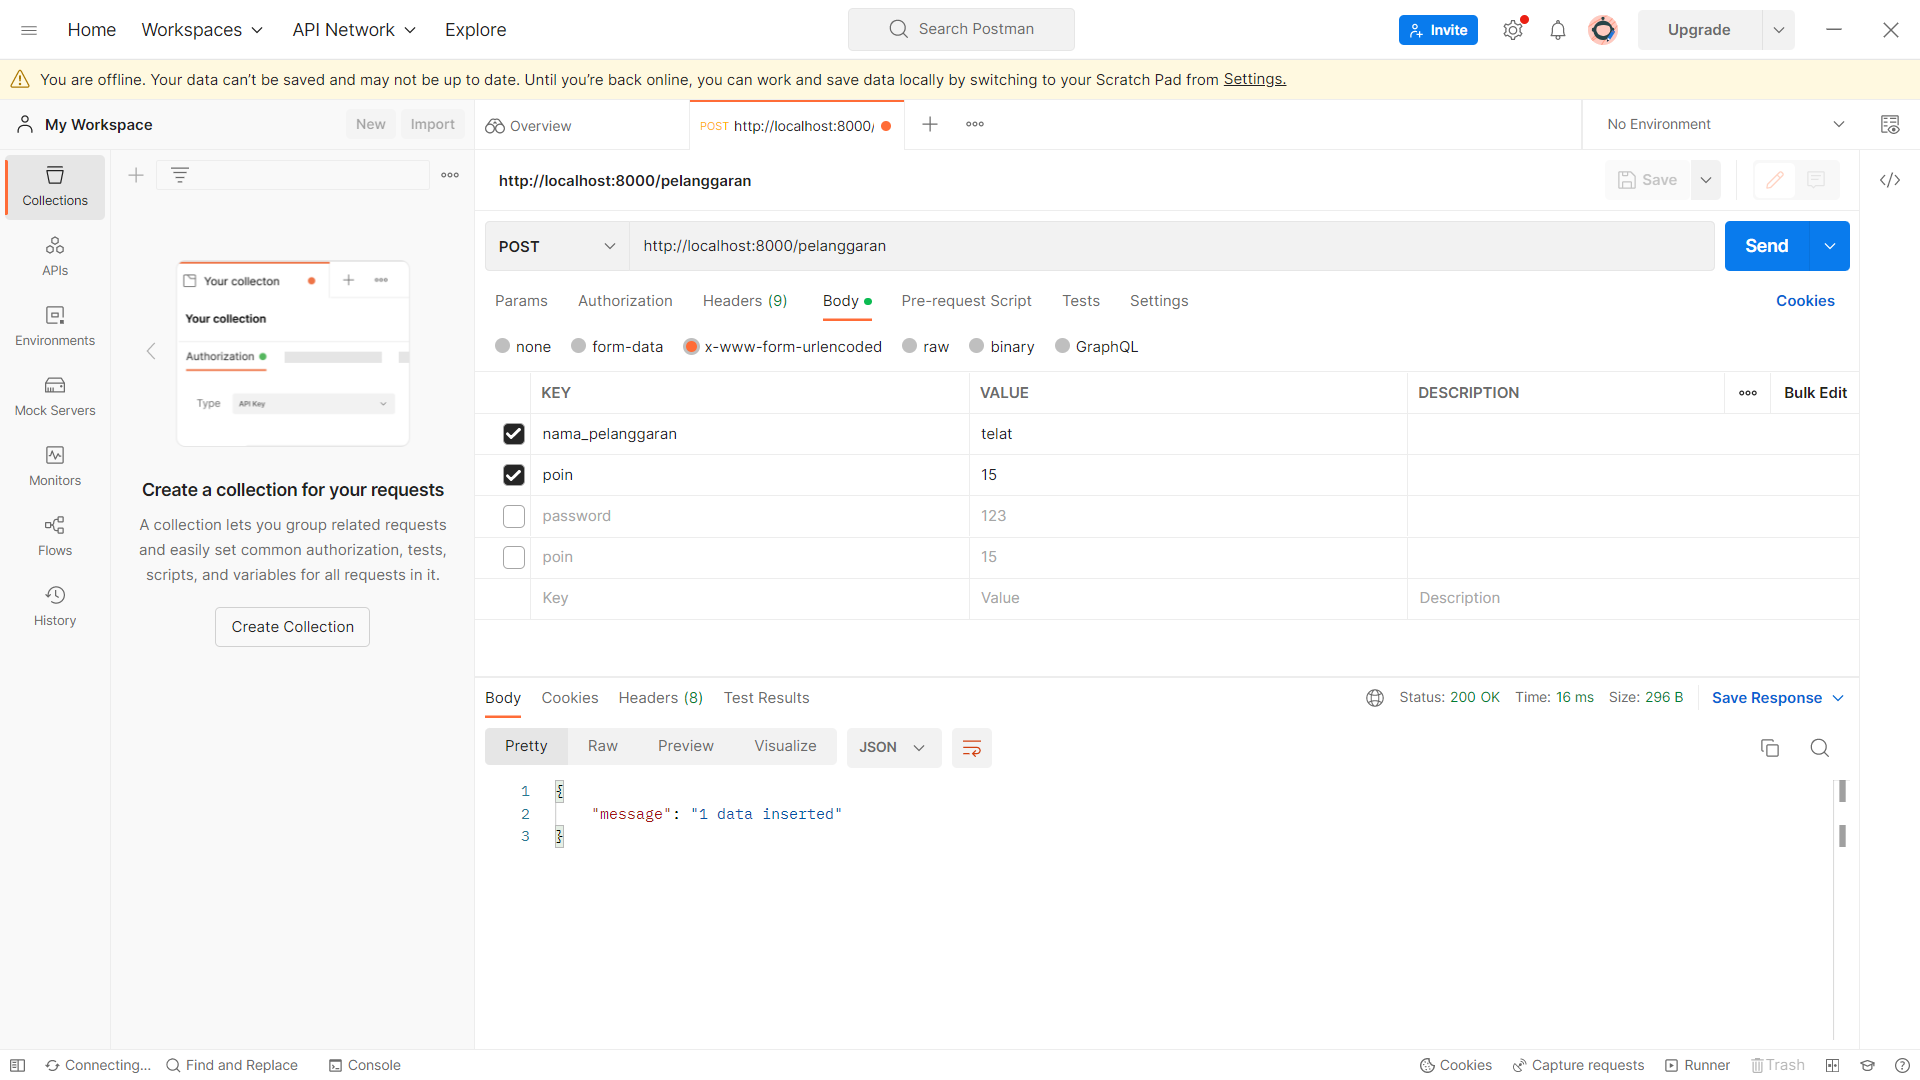 Home Workspaces API Network Explore Search Postman Invite Upgrade
You are offline. Your data can't be saved and may not be up to date. Until you're back online, you can work and save data locally by switching to your Scratch Pad from Settings.
My Workspace New Import
Overview POST http://localhost:8000/ No Environment
Collections
APIs
Environments
Mock Servers
Monitors
Flows
History
Your collecton
Your collection
Authorization
Type API Key
Create a collection for your requests
A collection lets you group related requests
and easily set common authorization, tests,
scripts, and variables for all requests in it.
Create Collection
http://localhost:8000/pelanggaran Save
POST http://localhost:8000/pelanggaran Send
Params Authorization Headers (9) Body Pre-request Script Tests Settings Cookies
none form-data x-www-form-urlencoded raw binary GraphQL
KEY VALUE DESCRIPTION Bulk Edit
nama_pelanggaran telat
poin 15
password 123
poin 15
Key Value Description
Body Cookies Headers (8) Test Results Status: 200 OK Time: 16 ms Size: 296 B Save Response
Pretty Raw Preview Visualize JSON
1 {
2 "message": "1 data inserted"
3 }
Connecting... Find and Replace Console Cookies Capture requests Runner Trash